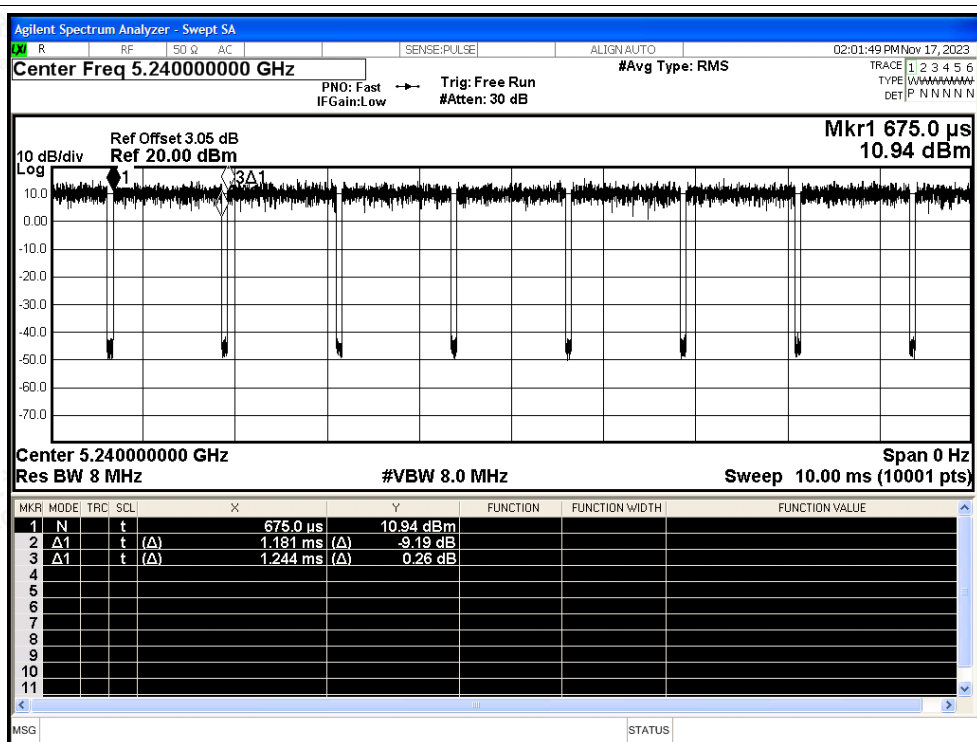 Agilent Spectrum Analyzer - Swept SA
LXI R RF 50 Ω AC SENSE:PULSE ALIGN AUTO 02:01:49 PM Nov 17, 2023
Center Freq 5.240000000 GHz #Avg Type: RMS TRACE 1 2 3 4 5 6
PNO: Fast Trig: Free Run TYPE WWWWWW
IFGain:Low #Atten: 30 dB DET P N N N N N
Mkr1 675.0 µs
Ref Offset 3.05 dB
10 dB/div Ref 20.00 dBm 10.94 dBm
Log
1 3Δ1
10.0
0.00
-10.0
-20.0
-30.0
-40.0
-50.0
-60.0
-70.0
Center 5.240000000 GHz Span 0 Hz
Res BW 8 MHz #VBW 8.0 MHz Sweep 10.00 ms (10001 pts)
MKR MODE TRC SCL X Y FUNCTION FUNCTION WIDTH FUNCTION VALUE
1 N t 675.0 µs 10.94 dBm
2 Δ1 t (Δ) 1.181 ms (Δ) -9.19 dB
3 Δ1 t (Δ) 1.244 ms (Δ) 0.26 dB
4
5
6
7
8
9
10
11
MSG STATUS